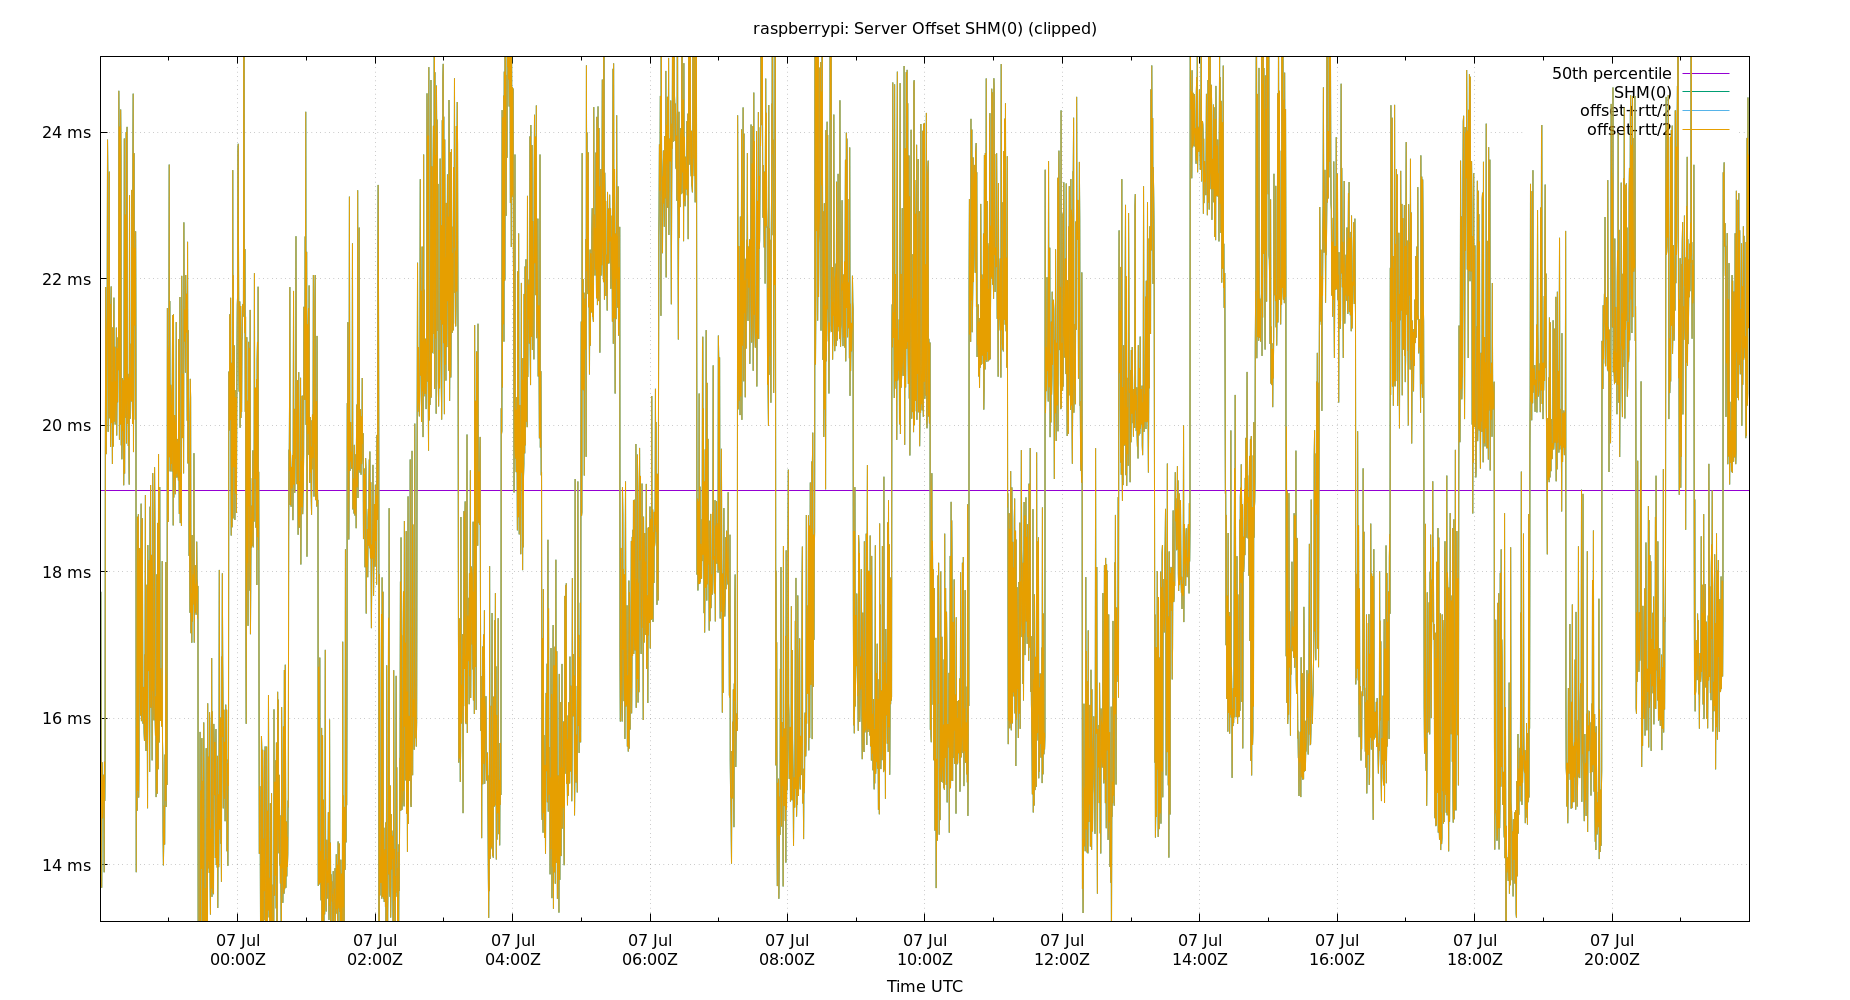 raspberrypi: Server Offset SHM(0) (clipped)
50th percentile
SHM(0)
offset-rtt/2
offset-rtt/2
24 ms
22 ms
20 ms
18 ms
16 ms
14 ms
07 Jul 07 Jul 07 Jul 07 Jul 07 Jul 07 Jul 07 Jul 07 Jul 07 Jul 07 Jul 07 Jul
00:00Z 02:00Z 04:00Z 06:00Z 08:00Z 10:00Z 12:00Z 14:00Z 16:00Z 18:00Z 20:00Z
Time UTC